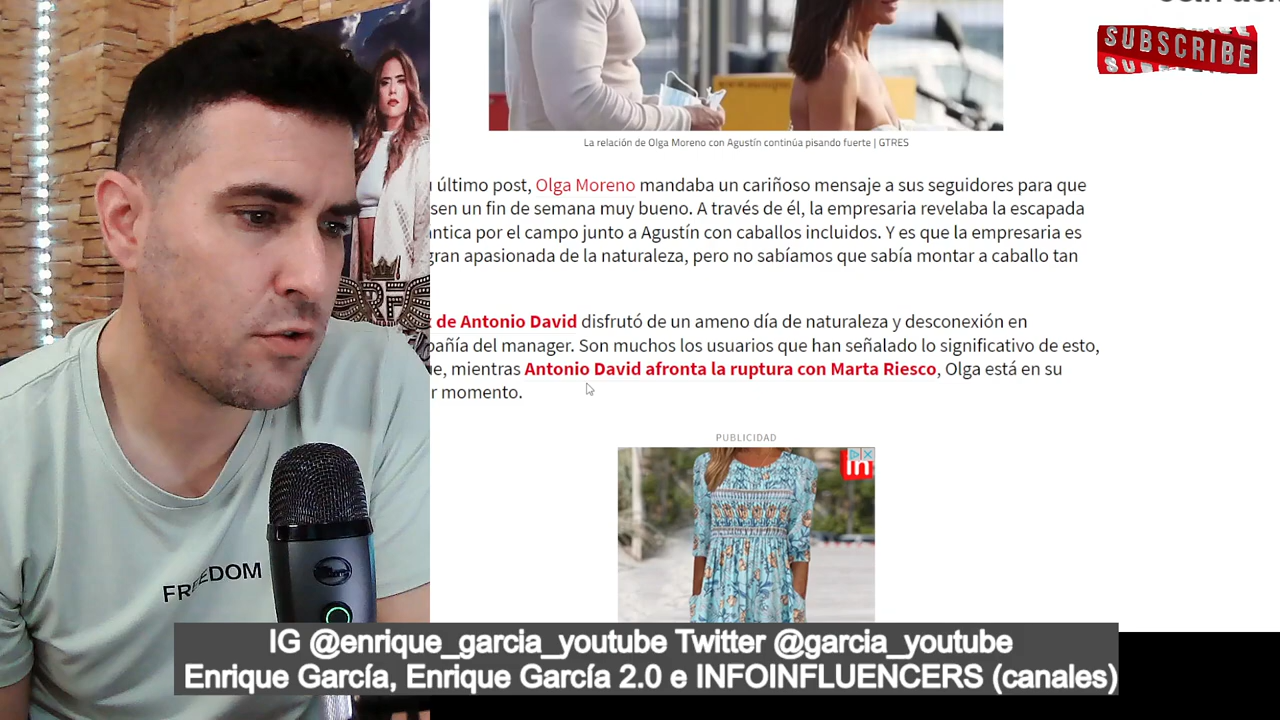 SUBSCRIBE
La relación de Olga Moreno con Agustín continúa pisando fuerte | GTRES
último post, Olga Moreno mandaba un cariñoso mensaje a sus seguidores para que
sen un fin de semana muy bueno. A través de él, la empresaria revelaba la escapada
ántica por el campo junto a Agustín con caballos incluidos. Y es que la empresaria es
gran apasionada de la naturaleza, pero no sabíamos que sabía montar a caballo tan
de Antonio David disfrutó de un ameno día de naturaleza y desconexión en
pañía del manager. Son muchos los usuarios que han señalado lo significativo de esto,
ue, mientras Antonio David afronta la ruptura con Marta Riesco, Olga está en su
r momento.
PUBLICIDAD
RF
FREEDOM
IG @enrique_garcia_youtube Twitter @garcia_youtube
Enrique García, Enrique García 2.0 e INFOINFLUENCERS (canales)